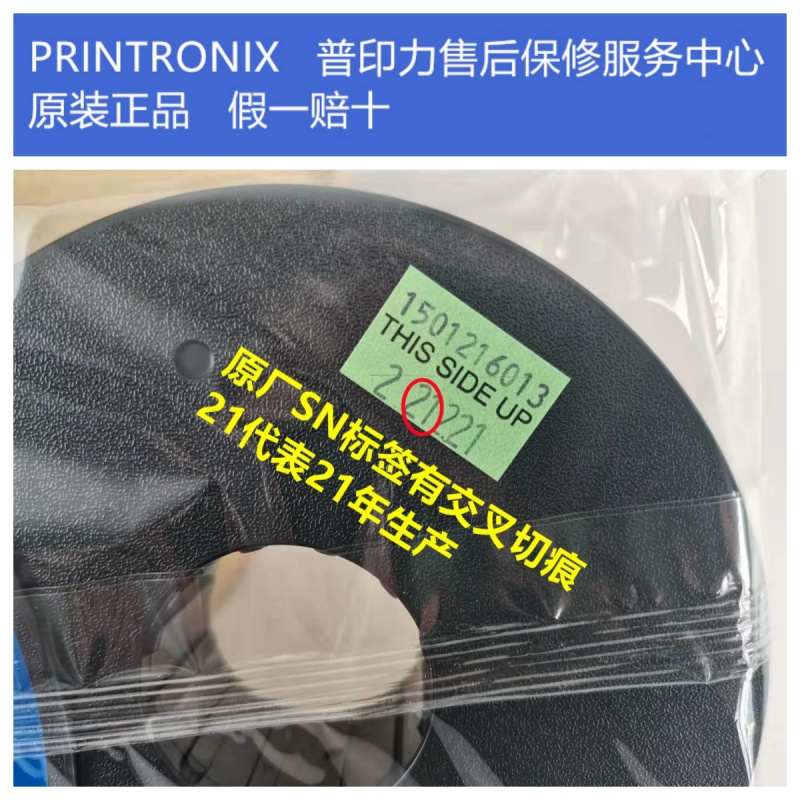 PRINTRONIX 普印力售后保修服务中心
原装正品 假一赔十
1501216013
THIS SIDE UP
2 21221
原厂SN标签有交叉切痕
21代表21年生产